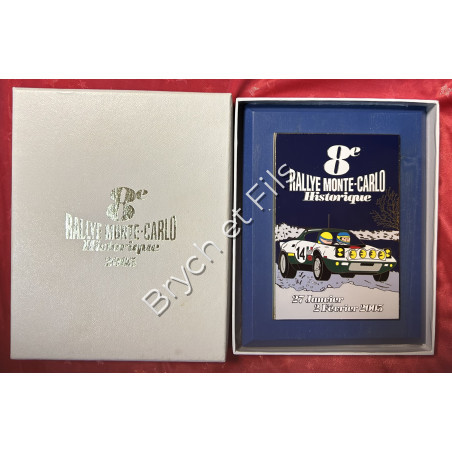 8e
RALLYE MONTE-CARLO
Historique
8e
RALLYE MONTE-CARLO
Historique
14
27 Janvier
2 Février 2005
Brych et Fils